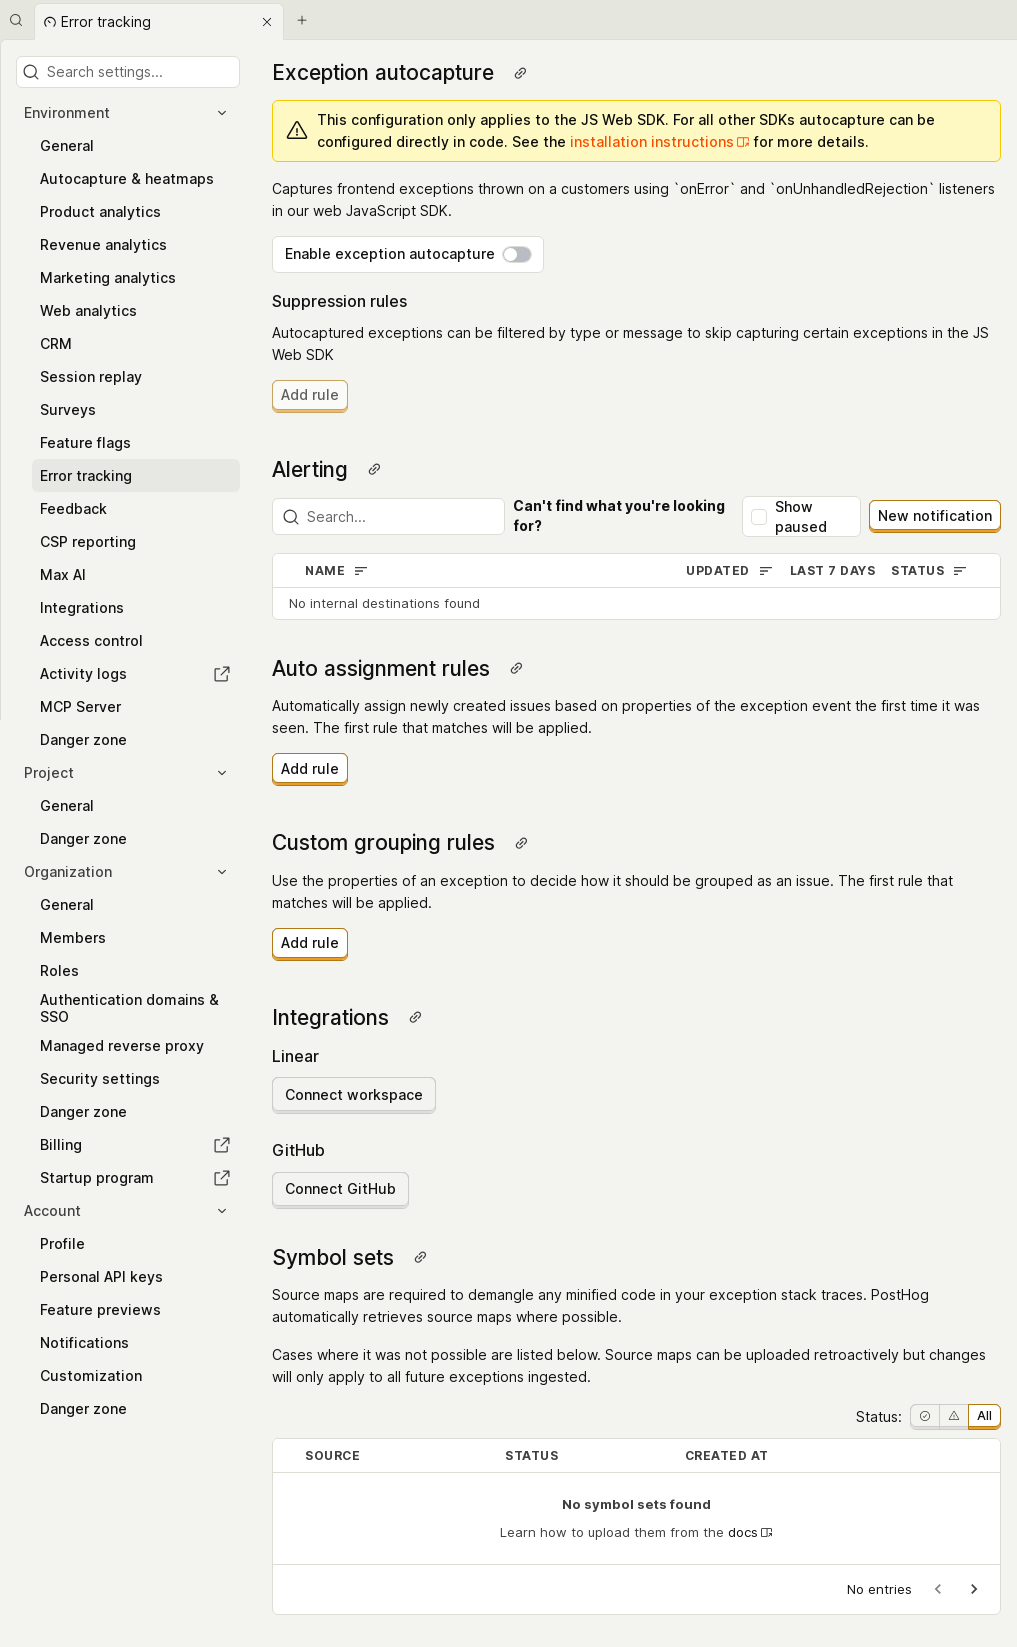 Error tracking
Search settings...
Environment
General
Autocapture & heatmaps
Product analytics
Revenue analytics
Marketing analytics
Web analytics
CRM
Session replay
Surveys
Feature flags
Error tracking
Feedback
CSP reporting
Max AI
Integrations
Access control
Activity logs
MCP Server
Danger zone
Project
General
Danger zone
Organization
General
Members
Roles
Authentication domains &
SSO
Managed reverse proxy
Security settings
Danger zone
Billing
Startup program
Account
Profile
Personal API keys
Feature previews
Notifications
Customization
Danger zone
Exception autocapture
This configuration only applies to the JS Web SDK. For all other SDKs autocapture can be
configured directly in code. See the installation instructions for more details.
Captures frontend exceptions thrown on a customers using `onError` and `onUnhandledRejection` listeners
in our web JavaScript SDK.
Enable exception autocapture
Suppression rules
Autocaptured exceptions can be filtered by type or message to skip capturing certain exceptions in the JS
Web SDK
Add rule
Alerting
Search...
Can't find what you're looking
for?
Show
paused
New notification
NAME UPDATED LAST 7 DAYS STATUS
No internal destinations found
Auto assignment rules
Automatically assign newly created issues based on properties of the exception event the first time it was
seen. The first rule that matches will be applied.
Add rule
Custom grouping rules
Use the properties of an exception to decide how it should be grouped as an issue. The first rule that
matches will be applied.
Add rule
Integrations
Linear
Connect workspace
GitHub
Connect GitHub
Symbol sets
Source maps are required to demangle any minified code in your exception stack traces. PostHog
automatically retrieves source maps where possible.
Cases where it was not possible are listed below. Source maps can be uploaded retroactively but changes
will only apply to all future exceptions ingested.
Status: All
SOURCE STATUS CREATED AT
No symbol sets found
Learn how to upload them from the docs
No entries